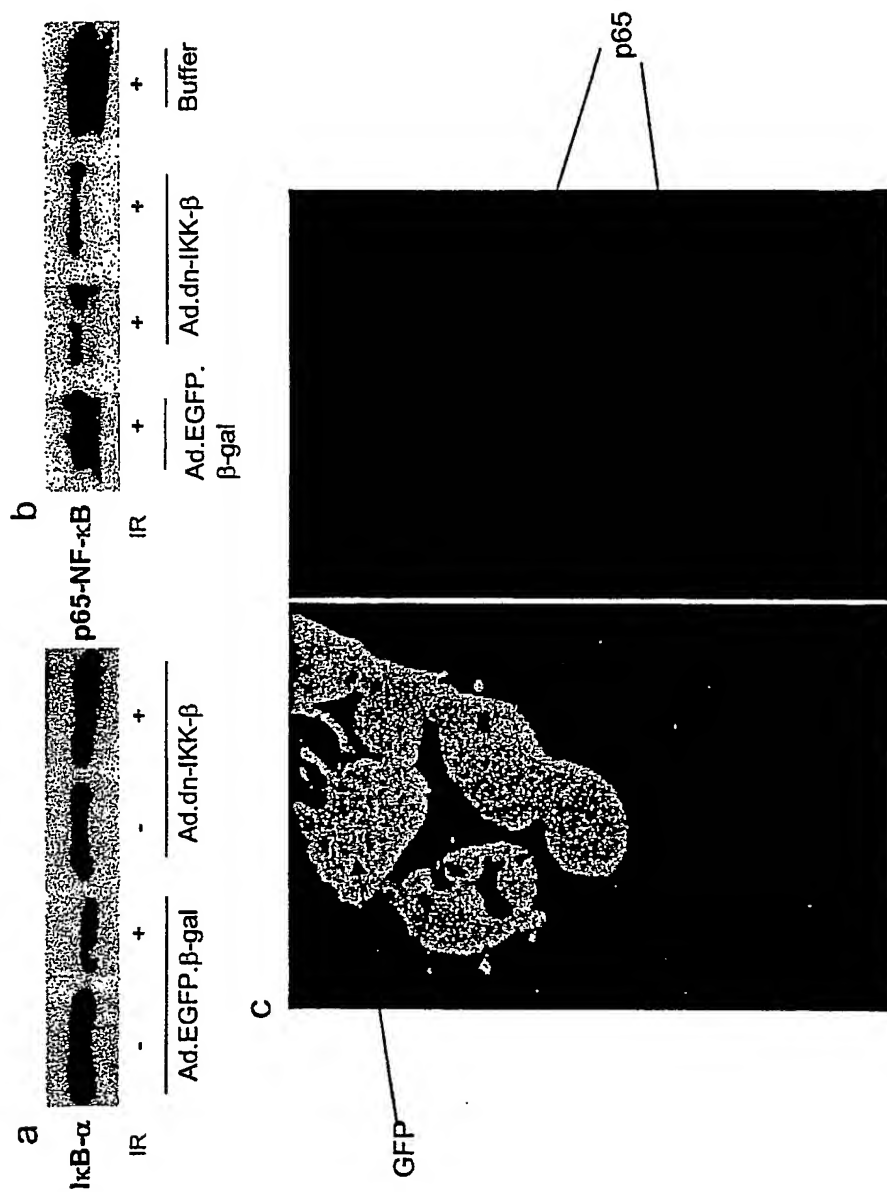 a
IκB-α
IR - + - +
Ad.EGFP.β-gal Ad.dn-IKK-β
b
p65-NF-κB
IR + + + +
Ad.EGFP.
β-gal
Ad.dn-IKK-β
Buffer
c
GFP
p65